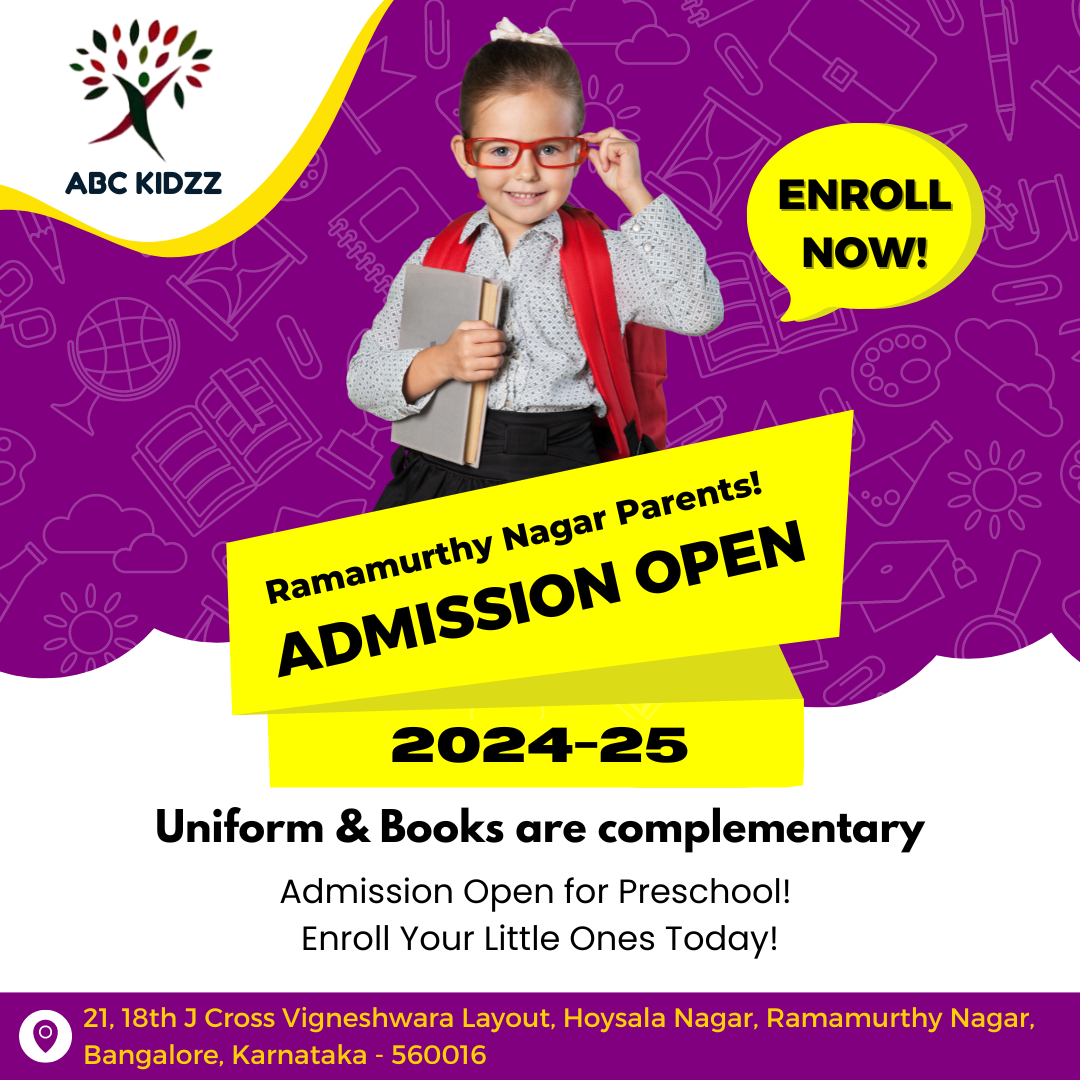 ABC KIDZZ
ENROLL
NOW!
Ramamurthy Nagar Parents!
ADMISSION OPEN
2024-25
Uniform & Books are complementary
Admission Open for Preschool!
Enroll Your Little Ones Today!
21, 18th J Cross Vigneshwara Layout, Hoysala Nagar, Ramamurthy Nagar,
Bangalore, Karnataka - 560016